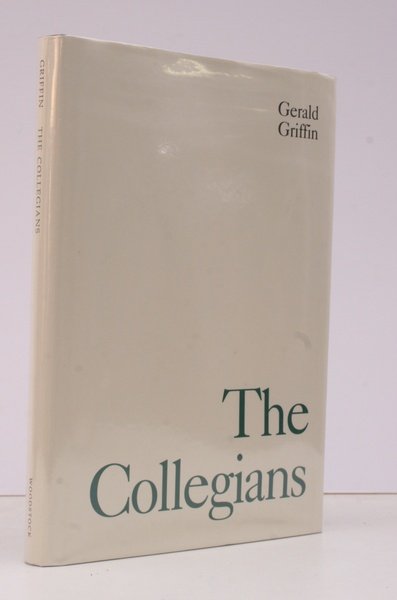 GRIFFIN THE COLLEGIANS
WOODSTOCK
Gerald
Griffin
The
Collegians